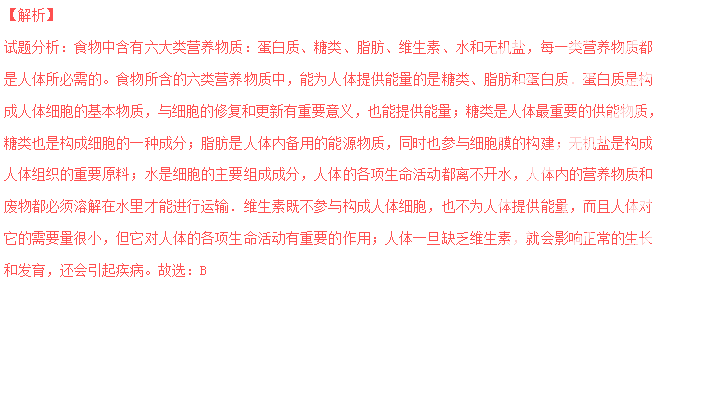 【解析】
试题分析：食物中含有六大类营养物质：蛋白质、糖类、脂肪、维生素、水和无机盐，每一类营养物质都
是人体所必需的。食物所含的六类营养物质中，能为人体提供能量的是糖类、脂肪和蛋白质．蛋白质是构
成人体细胞的基本物质，与细胞的修复和更新有重要意义，也能提供能量；糖类是人体最重要的供能物质，
糖类也是构成细胞的一种成分；脂肪是人体内备用的能源物质，同时也参与细胞膜的构建；无机盐是构成
人体组织的重要原料；水是细胞的主要组成成分，人体的各项生命活动都离不开水，人体内的营养物质和
废物都必须溶解在水里才能进行运输．维生素既不参与构成人体细胞，也不为人体提供能量，而且人体对
它的需要量很小，但它对人体的各项生命活动有重要的作用；人体一旦缺乏维生素，就会影响正常的生长
和发育，还会引起疾病。故选：B